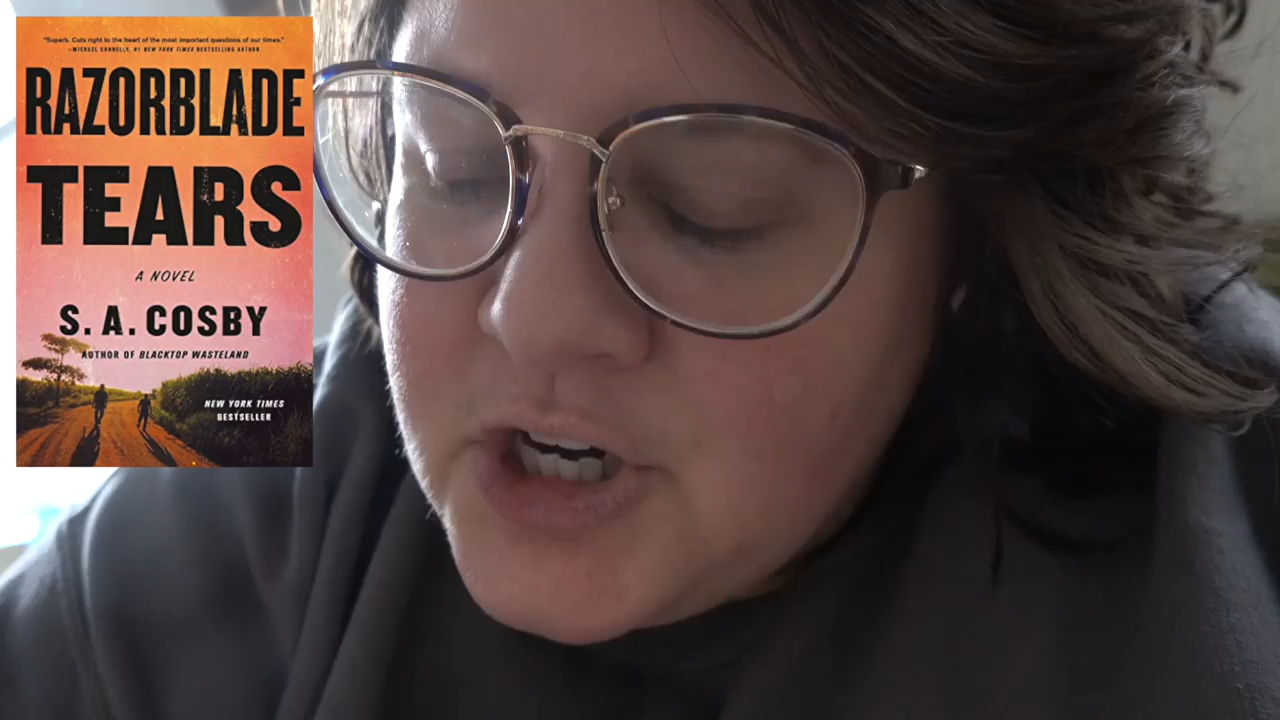 "Superb. Cuts right to the heart of the most important questions of our times."
—MICHAEL CONNELLY, #1 NEW YORK TIMES BESTSELLING AUTHOR
RAZORBLADE
TEARS
A NOVEL
S. A. COSBY
AUTHOR OF BLACKTOP WASTELAND
NEW YORK TIMES
BESTSELLER